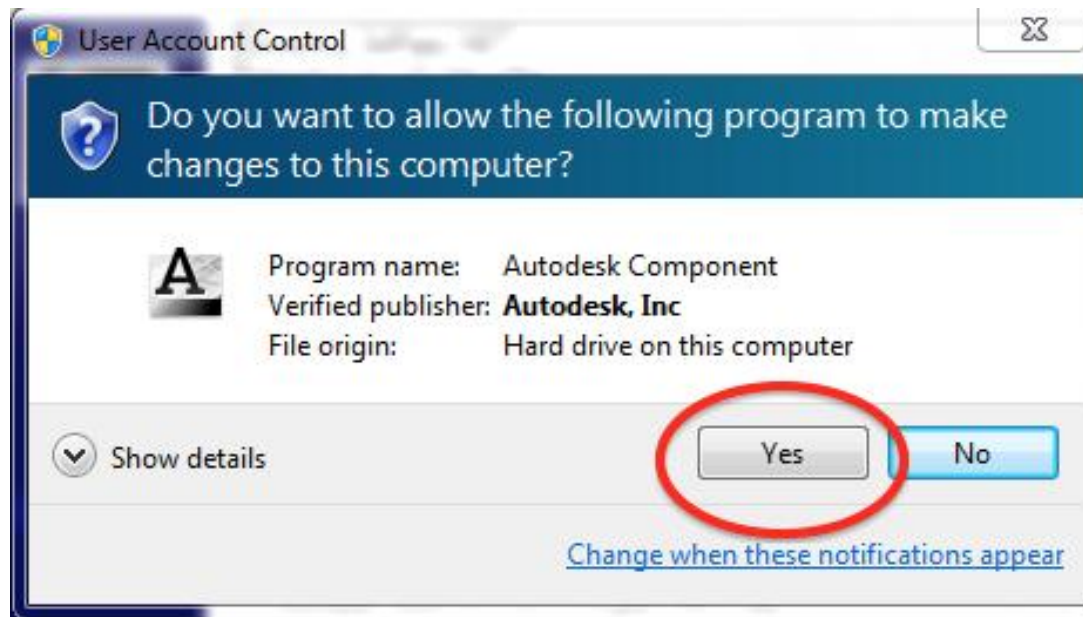 User Account Control
Do you want to allow the following program to make
changes to this computer?
A
Program name: Autodesk Component
Verified publisher: Autodesk, Inc
File origin: Hard drive on this computer
Show details
Yes
No
Change when these notifications appear